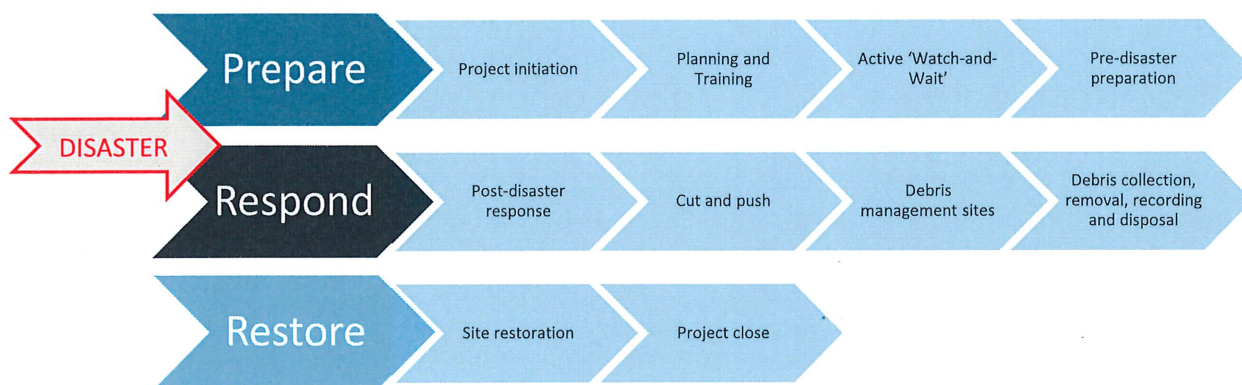 Prepare
Project initiation
Planning and
Training
Active ‘Watch-and-
Wait’
Pre-disaster
preparation
DISASTER
Respond
Post-disaster
response
Cut and push
Debris
management sites
Debris collection,
removal, recording
and disposal
Restore
Site restoration
Project close